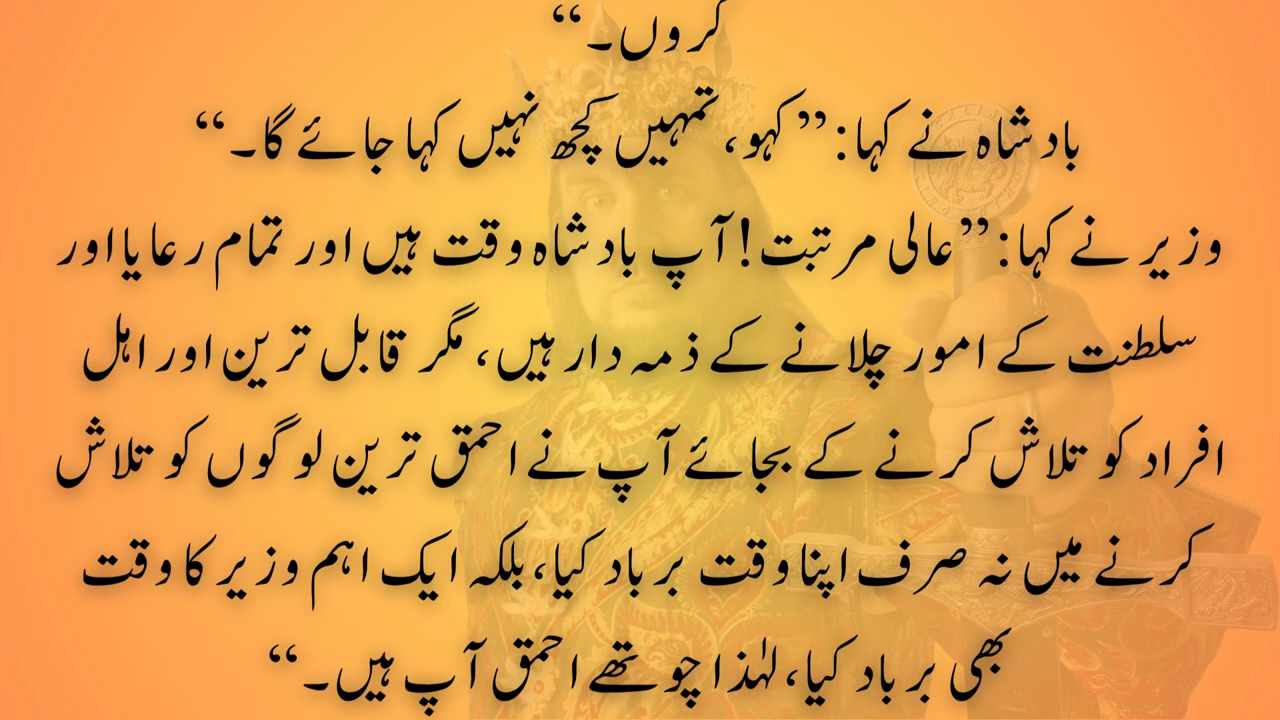 کروں۔“
بادشاہ نے کہا: ”کہو، تمہیں کچھ نہیں کہا جائے گا۔“
وزیر نے کہا: ”عالی مرتبت! آپ بادشاہ وقت ہیں اور تمام رعایا اور
سلطنت کے امور چلانے کے ذمہ دار ہیں، مگر قابل ترین اور اہل
افراد کو تلاش کرنے کے بجائے آپ نے احمق ترین لوگوں کو تلاش
کرنے میں نہ صرف اپنا وقت برباد کیا، بلکہ ایک اہم وزیر کا وقت
بھی برباد کیا، لہٰذا چوتھے احمق آپ ہیں۔“